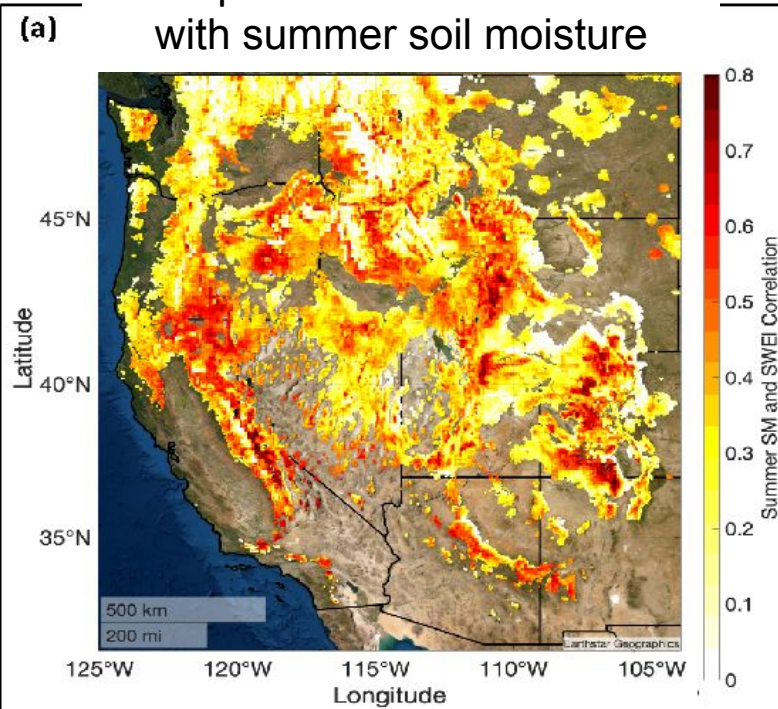 (a)
with summer soil moisture
45°N
40°N
35°N
Latitude
500 km
200 mi
Earthstar Geographics
125°W
120°W
115°W
110°W
105°W
Longitude
0.8
0.7
0.6
0.5
0.4
0.3
0.2
0.1
0
Summer SM and SWEI Correlation